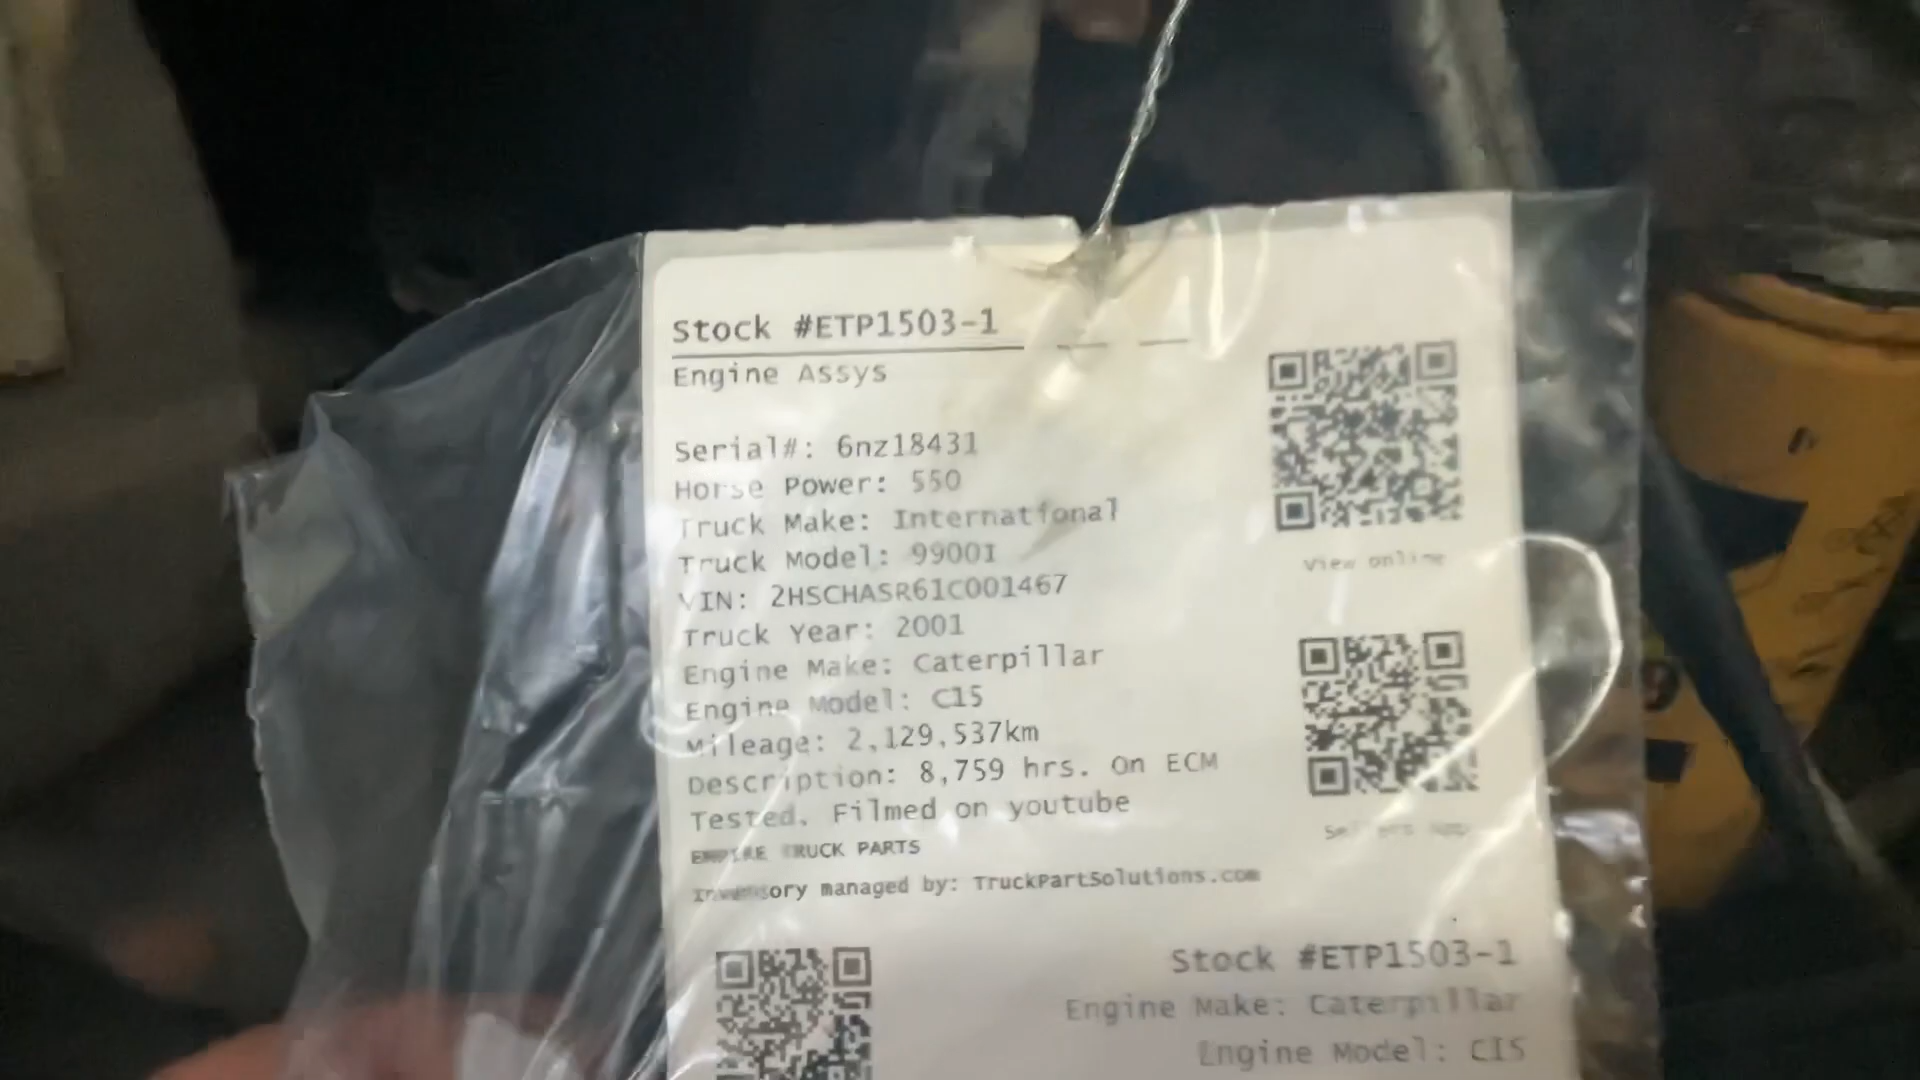 Stock #ETP1503-1
Engine Assys
Serial#: 6nz18431
Horse Power: 550
Truck Make: International
Truck Model: 9900I
VIN: 2HSCHASR61C001467
Truck Year: 2001
Engine Make: Caterpillar
Engine Model: C15
Mileage: 2,129,537km
Description: 8,759 hrs. On ECM
Tested. Filmed on youtube
EMPIRE TRUCK PARTS
Inventory managed by: TruckPartSolutions.com
View online
Stock #ETP1503-1
Engine Make: Caterpillar
Engine Model: C15